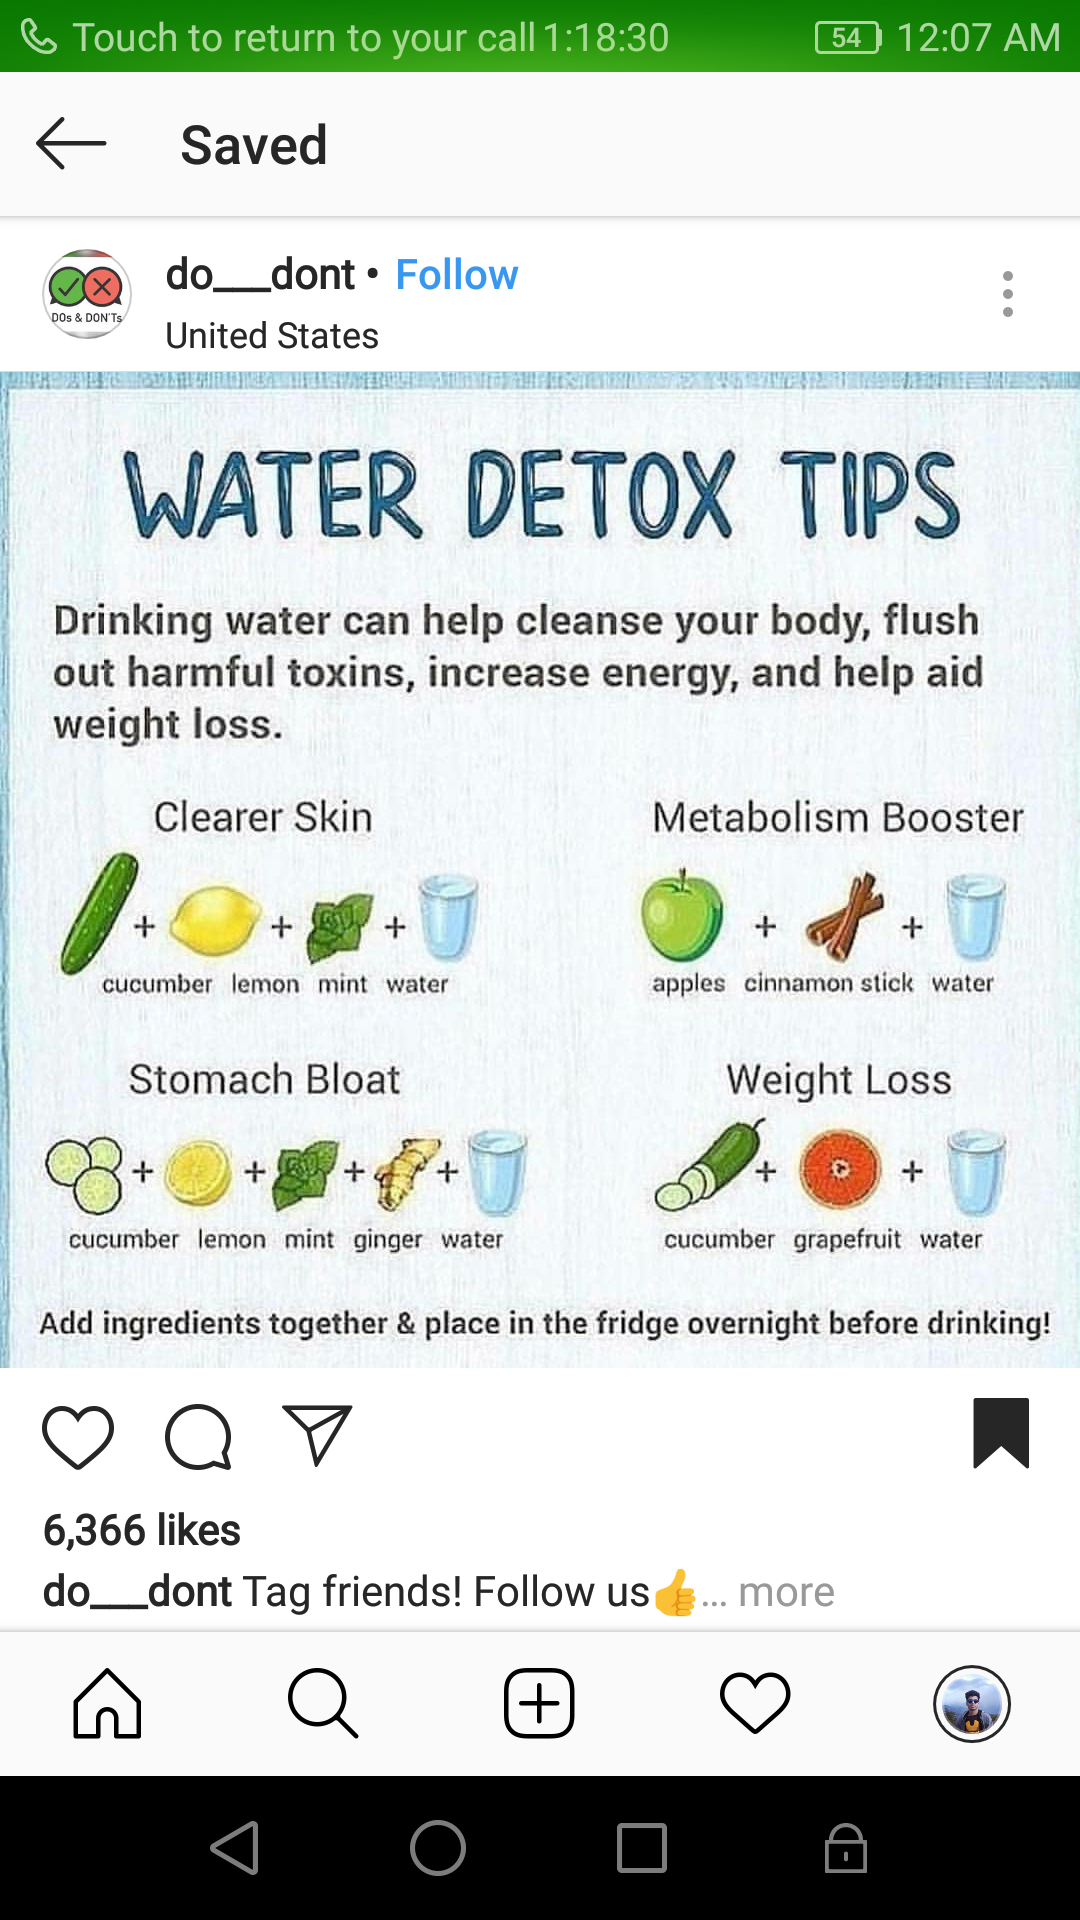 Touch to return to your call 1:18:30 54 12:07 AM
Saved
DOs & DON'Ts
do___dont • Follow
United States
WATER DETOX TIPS
Drinking water can help cleanse your body, flush
out harmful toxins, increase energy, and help aid
weight loss.
Clearer Skin
+ + +
cucumber lemon mint water
Metabolism Booster
+ +
apples cinnamon stick water
Stomach Bloat
+ + + +
cucumber lemon mint ginger water
Weight Loss
+ +
cucumber grapefruit water
Add ingredients together & place in the fridge overnight before drinking!
6,366 likes
do___dont Tag friends! Follow us👍... more